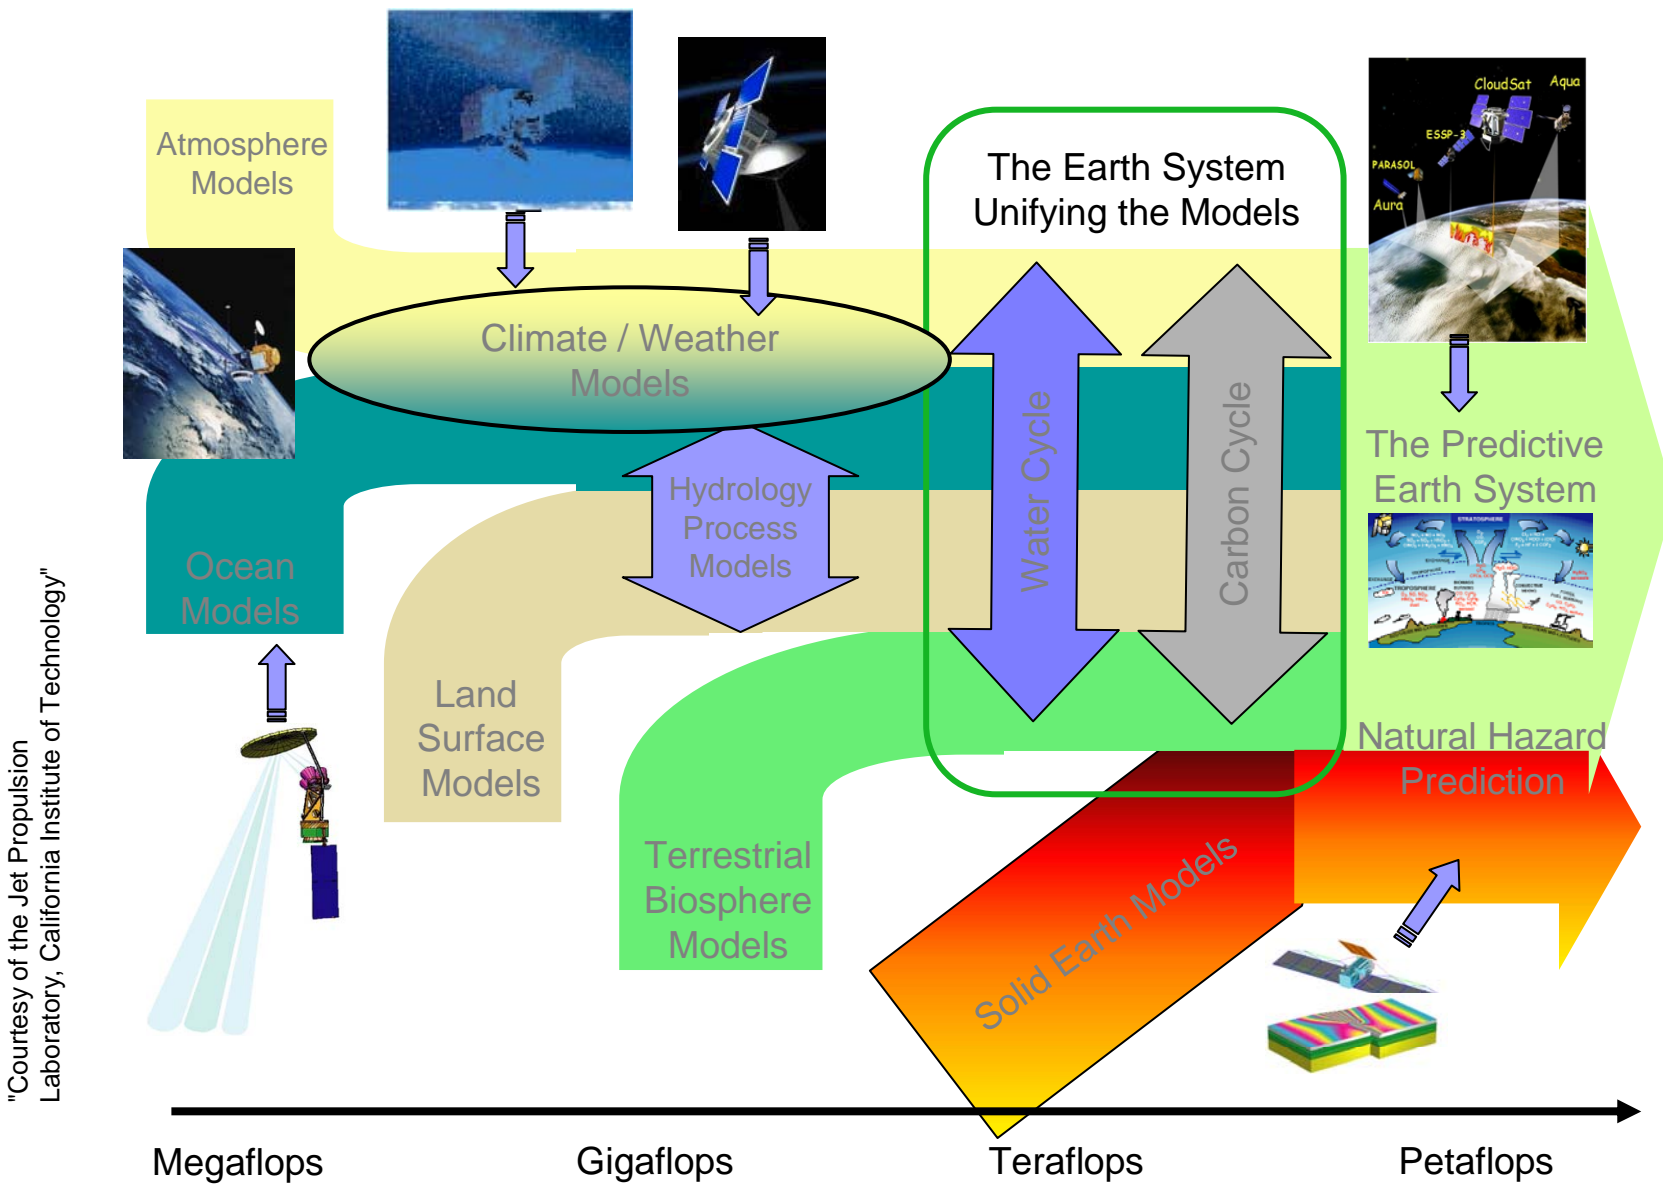 Atmosphere
Models
The Earth System
Unifying the Models
CloudSat
Aqua
ESSP-3
PARASOL
Aura
Climate / Weather
Models
Hydrology
Process
Models
Water Cycle
Carbon Cycle
The Predictive
Earth System
STRATOSPHERE
Ocean
Models
Land
Surface
Models
Terrestrial
Biosphere
Models
Solid Earth Models
Natural Hazard
Prediction
"Courtesy of the Jet Propulsion
Laboratory, California Institute of Technology"
Megaflops
Gigaflops
Teraflops
Petaflops